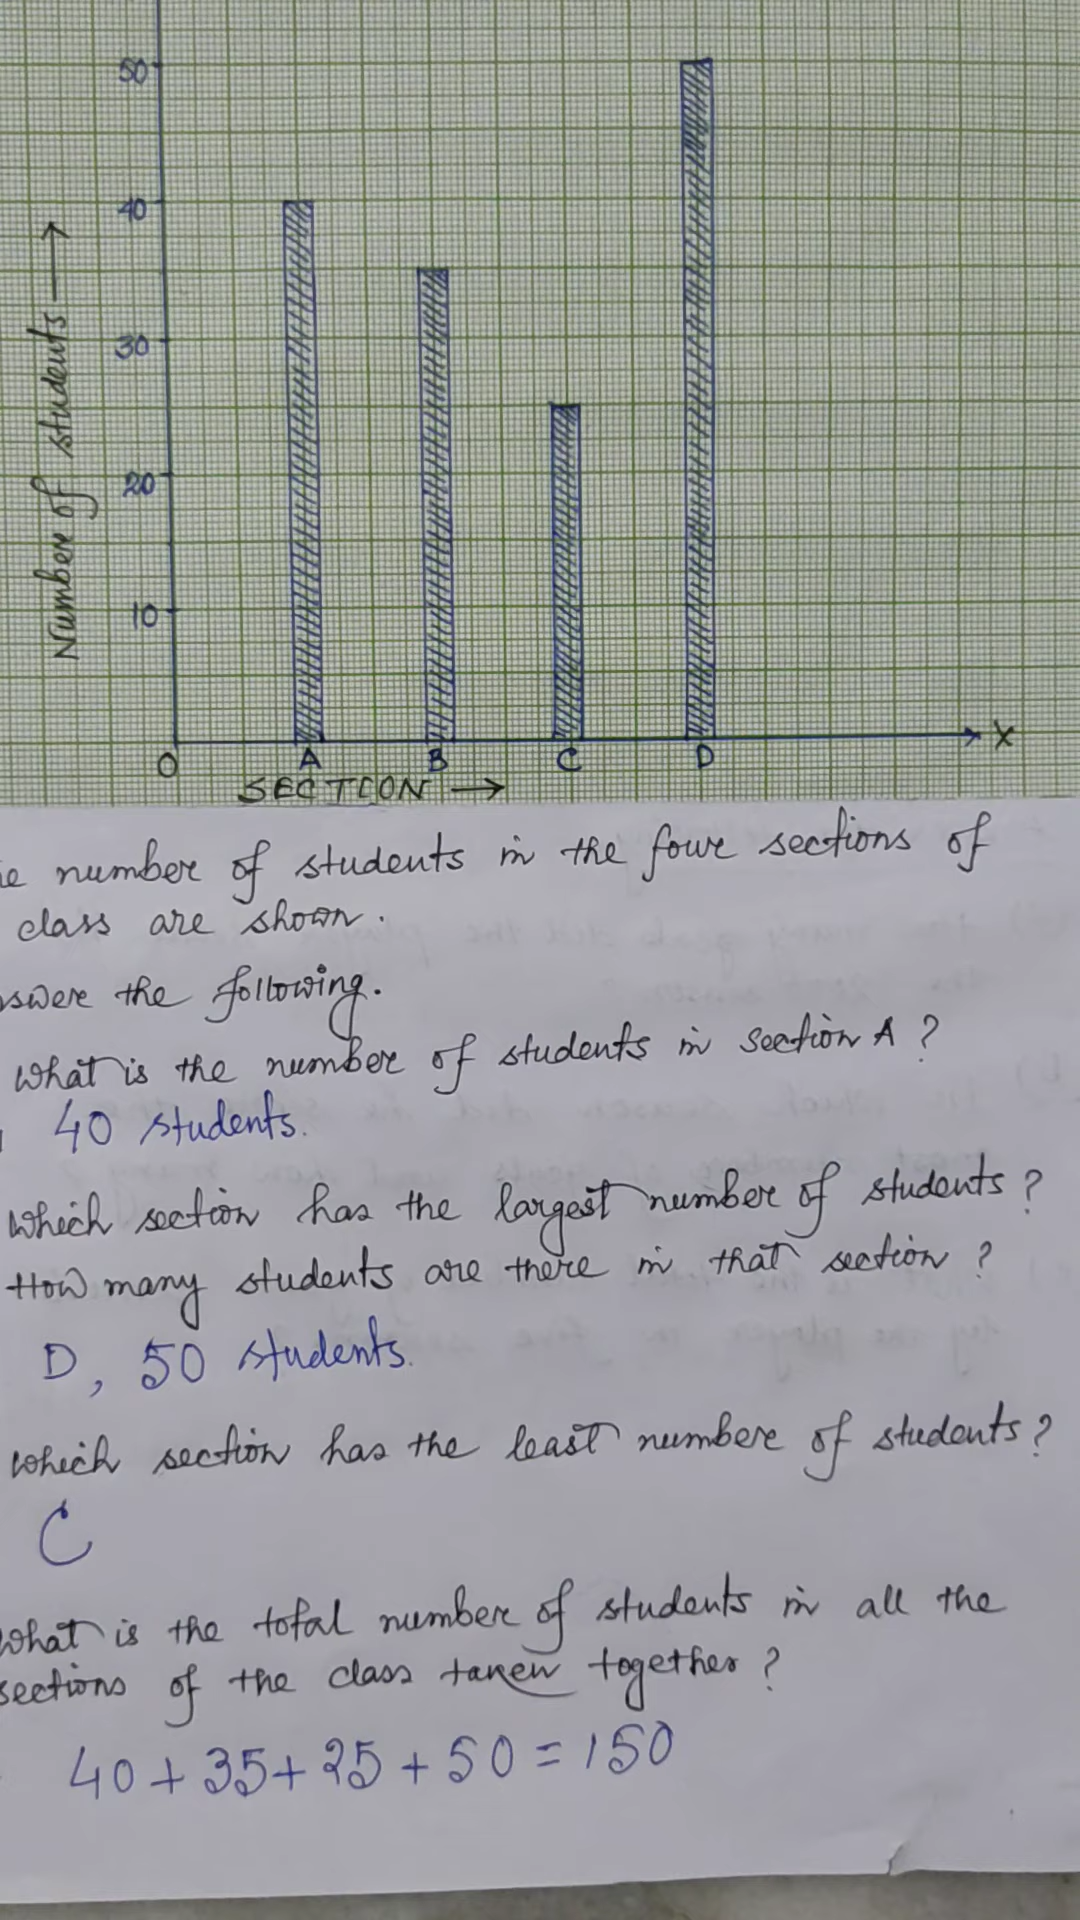 50
40
30
20
10
Number of students
O
A B C D
X
SECTION
number of students in the four sections of
class are shown.
the following.
What is the number of students in section A ?
40 students.
Which section has the largest number of students ?
How many students are there in that section ?
D, 50 students.
Which section has the least number of students ?
C
What is the total number of students in all the
sections of the class taken together ?
40 + 35 + 25 + 50 = 150